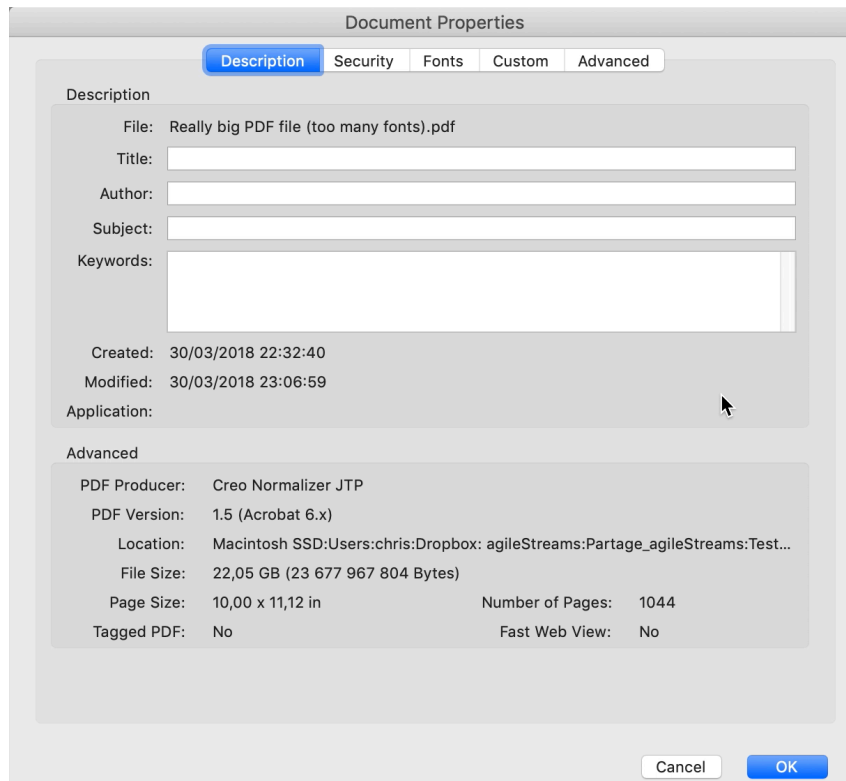 Document Properties
Description Security Fonts Custom Advanced
Description
File: Really big PDF file (too many fonts).pdf
Title:
Author:
Subject:
Keywords:
Created: 30/03/2018 22:32:40
Modified: 30/03/2018 23:06:59
Application:
Advanced
PDF Producer: Creo Normalizer JTP
PDF Version: 1.5 (Acrobat 6.x)
Location: Macintosh SSD:Users:chris:Dropbox: agileStreams:Partage_agileStreams:Test...
File Size: 22,05 GB (23 677 967 804 Bytes)
Page Size: 10,00 x 11,12 in Number of Pages: 1044
Tagged PDF: No Fast Web View: No
Cancel OK